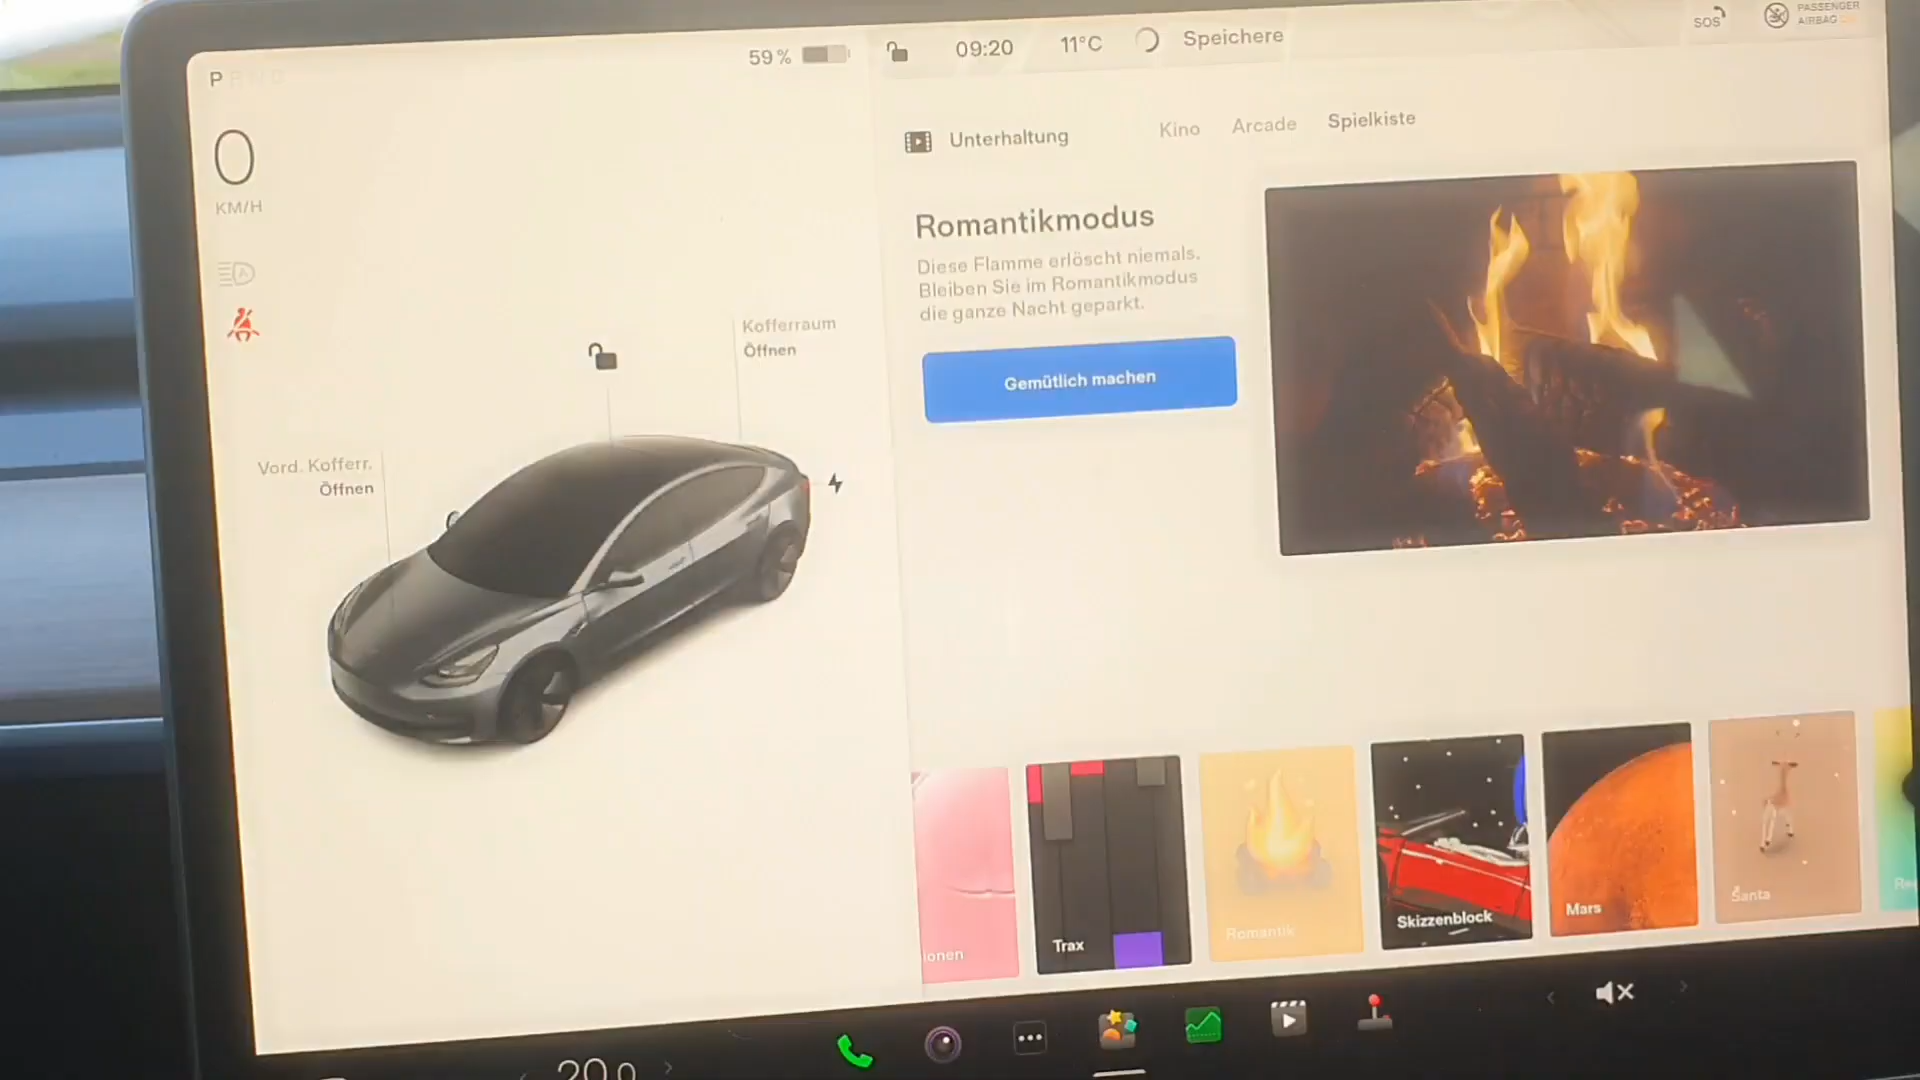 P R N D
59 %
09:20
11°C
Speichere
SOS
PASSENGER
AIRBAG
0
KM/H
Unterhaltung
Kino
Arcade
Spielkiste
Romantikmodus
Diese Flamme erlöscht niemals.
Bleiben Sie im Romantikmodus
die ganze Nacht geparkt.
Gemütlich machen
Kofferraum
Öffnen
Vord. Kofferr.
Öffnen
ionen
Trax
Romantik
Skizzenblock
Mars
Santa
20.0